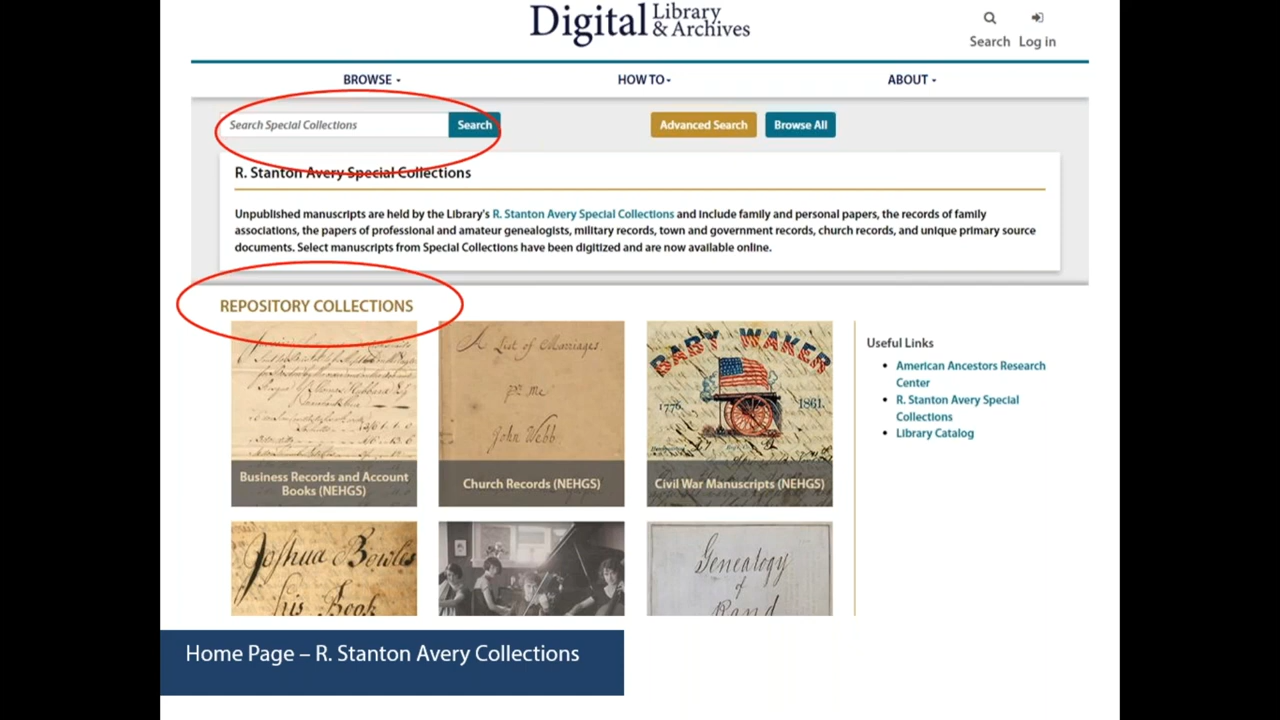 Digital Library & Archives
Search Log in
BROWSE HOW TO ABOUT
Search Special Collections Search Advanced Search Browse All
R. Stanton Avery Special Collections
Unpublished manuscripts are held by the Library's R. Stanton Avery Special Collections and include family and personal papers, the records of family
associations, the papers of professional and amateur genealogists, military records, town and government records, church records, and unique primary source
documents. Select manuscripts from Special Collections have been digitized and are now available online.
REPOSITORY COLLECTIONS
A List of Marriages
pr me
John Webb
BABY WAKER
1776. 1861.
Business Records and Account
Books (NEHGS)
Church Records (NEHGS)
Civil War Manuscripts (NEHGS)
Useful Links
American Ancestors Research
Center
R. Stanton Avery Special
Collections
Library Catalog
Joshua Bowles
his Book
Genealogy
of
Rand
Home Page – R. Stanton Avery Collections